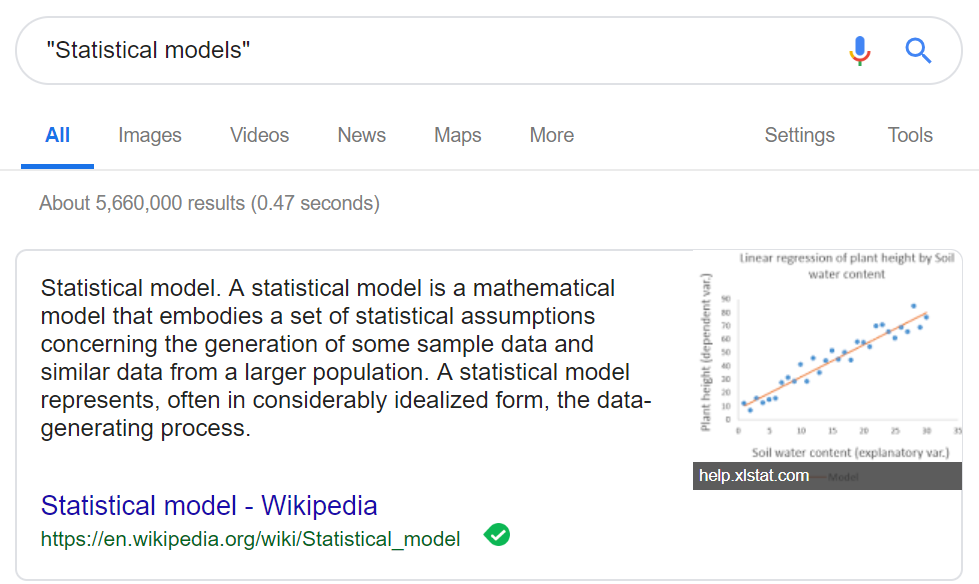 "Statistical models"
All Images Videos News Maps More Settings Tools
About 5,660,000 results (0.47 seconds)
Statistical model. A statistical model is a mathematical
model that embodies a set of statistical assumptions
concerning the generation of some sample data and
similar data from a larger population. A statistical model
represents, often in considerably idealized form, the data-
generating process.
Linear regression of plant height by Soil
water content
Plant height (dependent var.)
90
80
70
60
50
40
30
20
10
0
0 5 10 15 20 25 30 35
Soil water content (explanatory var.)
help.xlstat.com
Model
Statistical model - Wikipedia
https://en.wikipedia.org/wiki/Statistical_model